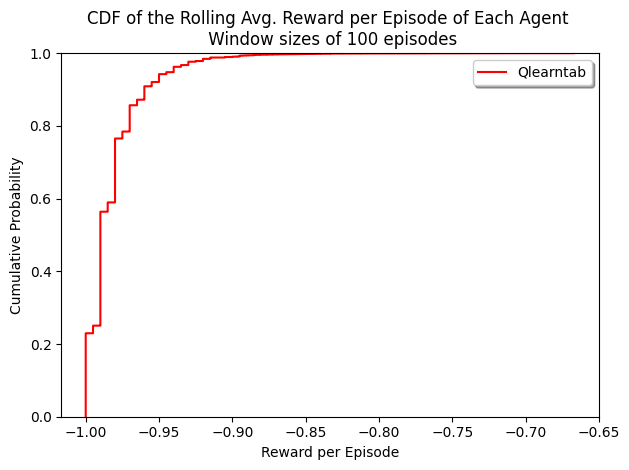 CDF of the Rolling Avg. Reward per Episode of Each Agent
Window sizes of 100 episodes
Qlearntab
Cumulative Probability
1.0
0.8
0.6
0.4
0.2
0.0
−1.00 −0.95 −0.90 −0.85 −0.80 −0.75 −0.70 −0.65
Reward per Episode